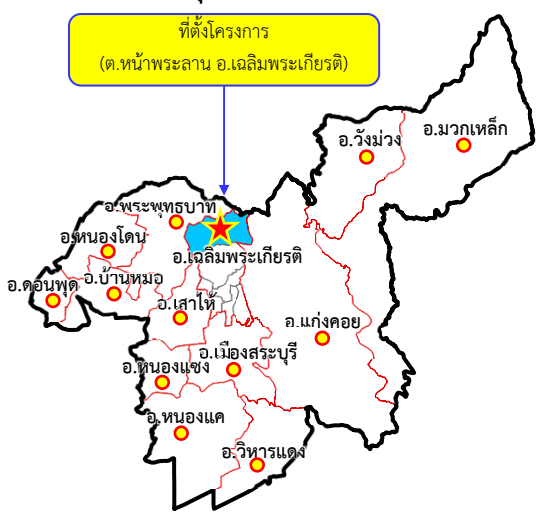 ที่ตั้งโครงการ
(ต.หน้าพระลาน อ.เฉลิมพระเกียรติ)
อ.มวกเหล็ก
อ.วังม่วง
อ.พระพุทธบาท
อ.หนองโดน
อ.เฉลิมพระเกียรติ
อ.ดอนพุด
อ.บ้านหมอ
อ.เสาไห้
อ.แก่งคอย
อ.เมืองสระบุรี
อ.หนองแซง
อ.หนองแค
อ.วิหารแดง